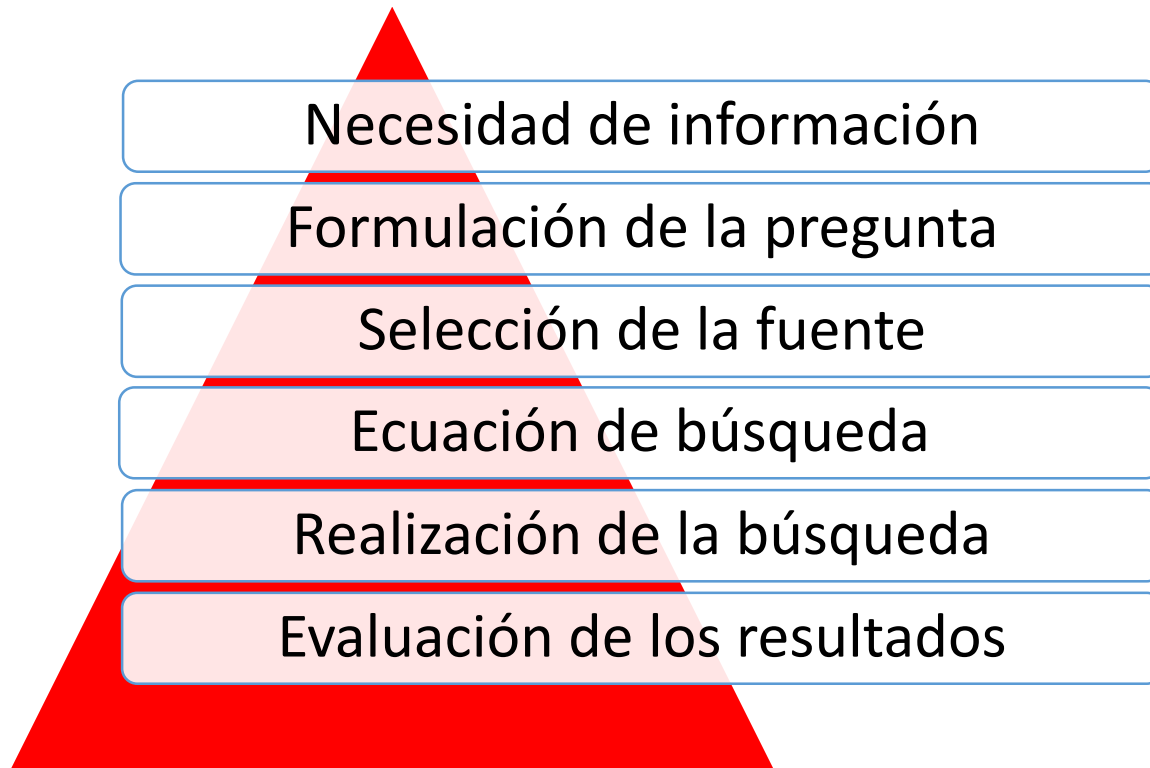 Necesidad de información
Formulación de la pregunta
Selección de la fuente
Ecuación de búsqueda
Realización de la búsqueda
Evaluación de los resultados